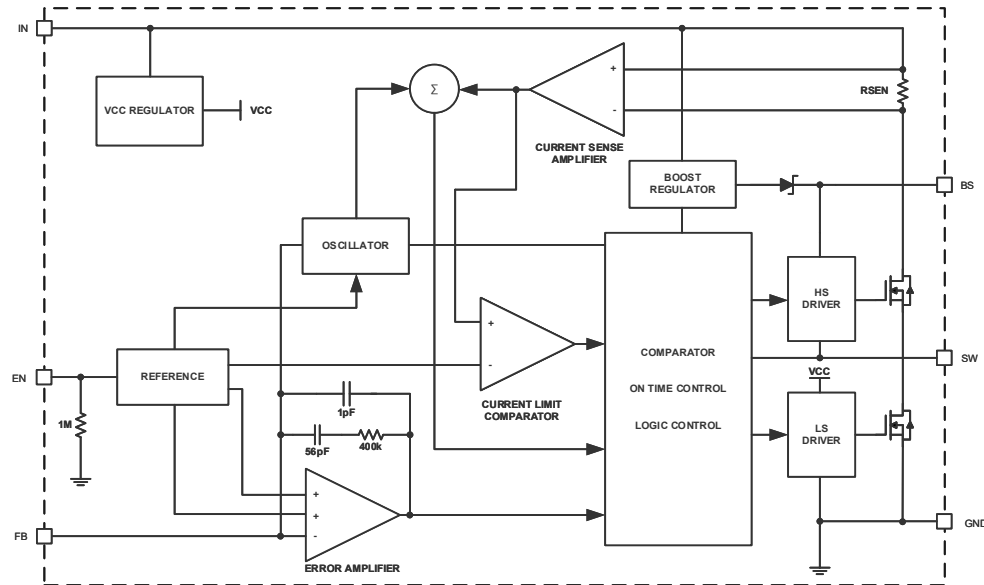 IN
VCC REGULATOR
VCC
Σ
+
-
CURRENT SENSE
AMPLIFIER
RSEN
BOOST
REGULATOR
BS
OSCILLATOR
HS
DRIVER
+
-
CURRENT LIMIT
COMPARATOR
COMPARATOR
ON TIME CONTROL
LOGIC CONTROL
SW
VCC
LS
DRIVER
EN
REFERENCE
1M
1pF
56pF
400k
+
+
-
ERROR AMPLIFIER
FB
GND